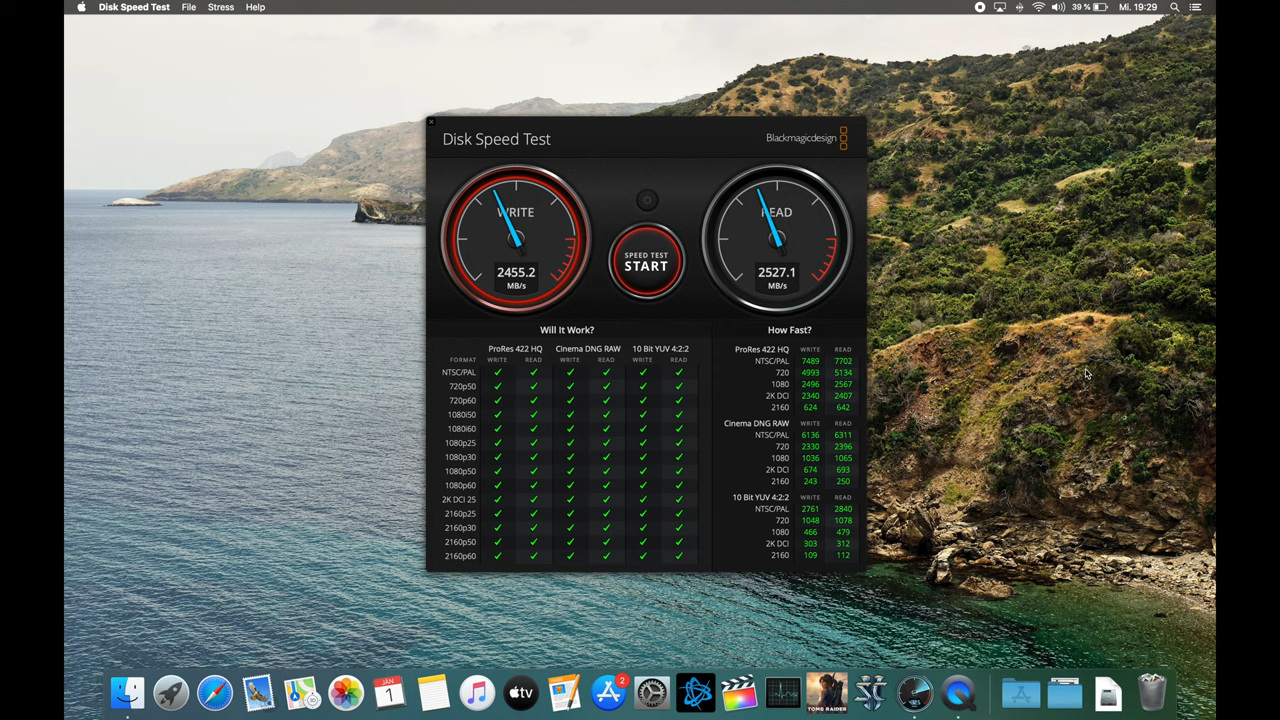 Disk Speed Test File Stress Help 39 % Mi. 19:29
Disk Speed Test
Blackmagicdesign
WRITE
2455.2
MB/s
SPEED TEST
START
READ
2527.1
MB/s
Will It Work?
ProRes 422 HQ Cinema DNG RAW 10 Bit YUV 4:2:2
FORMAT WRITE READ WRITE READ WRITE READ
NTSC/PAL ✓ ✓ ✓ ✓ ✓ ✓
720p50 ✓ ✓ ✓ ✓ ✓ ✓
720p60 ✓ ✓ ✓ ✓ ✓ ✓
1080i50 ✓ ✓ ✓ ✓ ✓ ✓
1080i60 ✓ ✓ ✓ ✓ ✓ ✓
1080p25 ✓ ✓ ✓ ✓ ✓ ✓
1080p30 ✓ ✓ ✓ ✓ ✓ ✓
1080p50 ✓ ✓ ✓ ✓ ✓ ✓
1080p60 ✓ ✓ ✓ ✓ ✓ ✓
2K DCI 25 ✓ ✓ ✓ ✓ ✓ ✓
2160p25 ✓ ✓ ✓ ✓ ✓ ✓
2160p30 ✓ ✓ ✓ ✓ ✓ ✓
2160p50 ✓ ✓ ✓ ✓ ✓ ✓
2160p60 ✓ ✓ ✓ ✓ ✓ ✓
How Fast?
ProRes 422 HQ WRITE READ
NTSC/PAL 7489 7702
720 4993 5134
1080 2496 2567
2K DCI 2340 2407
2160 624 642
Cinema DNG RAW WRITE READ
NTSC/PAL 6136 6311
720 2330 2396
1080 1036 1065
2K DCI 674 693
2160 243 250
10 Bit YUV 4:2:2 WRITE READ
NTSC/PAL 2761 2840
720 1048 1078
1080 466 479
2K DCI 303 312
2160 109 112
JAN.
1
tv
2
TOMB RAIDER
SC